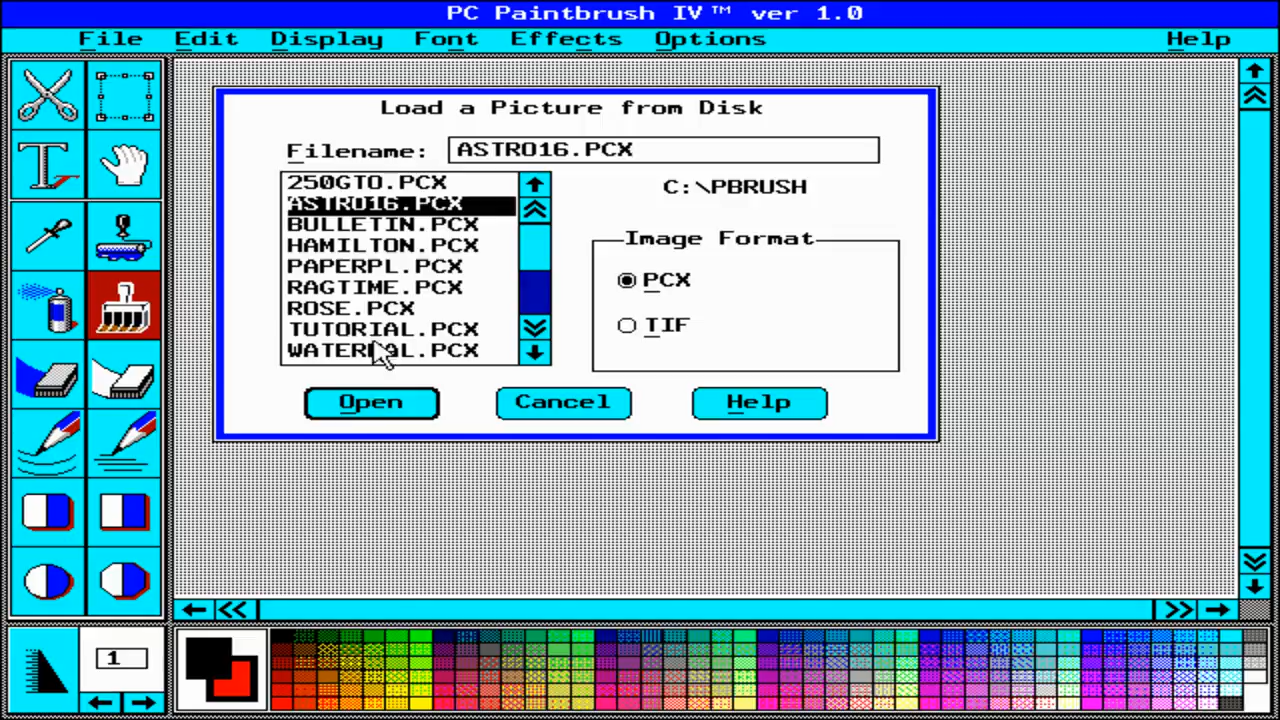 PC Paintbrush IV™ ver 1.0
File Edit Display Font Effects Options Help
Load a Picture from Disk
Filename: ASTRO16.PCX
C:\PBRUSH
250GTO.PCX
ASTRO16.PCX
BULLETIN.PCX
HAMILTON.PCX
PAPERPL.PCX
RAGTIME.PCX
ROSE.PCX
TUTORIAL.PCX
Image Format
PCX
TIF
Open Cancel Help
T
1